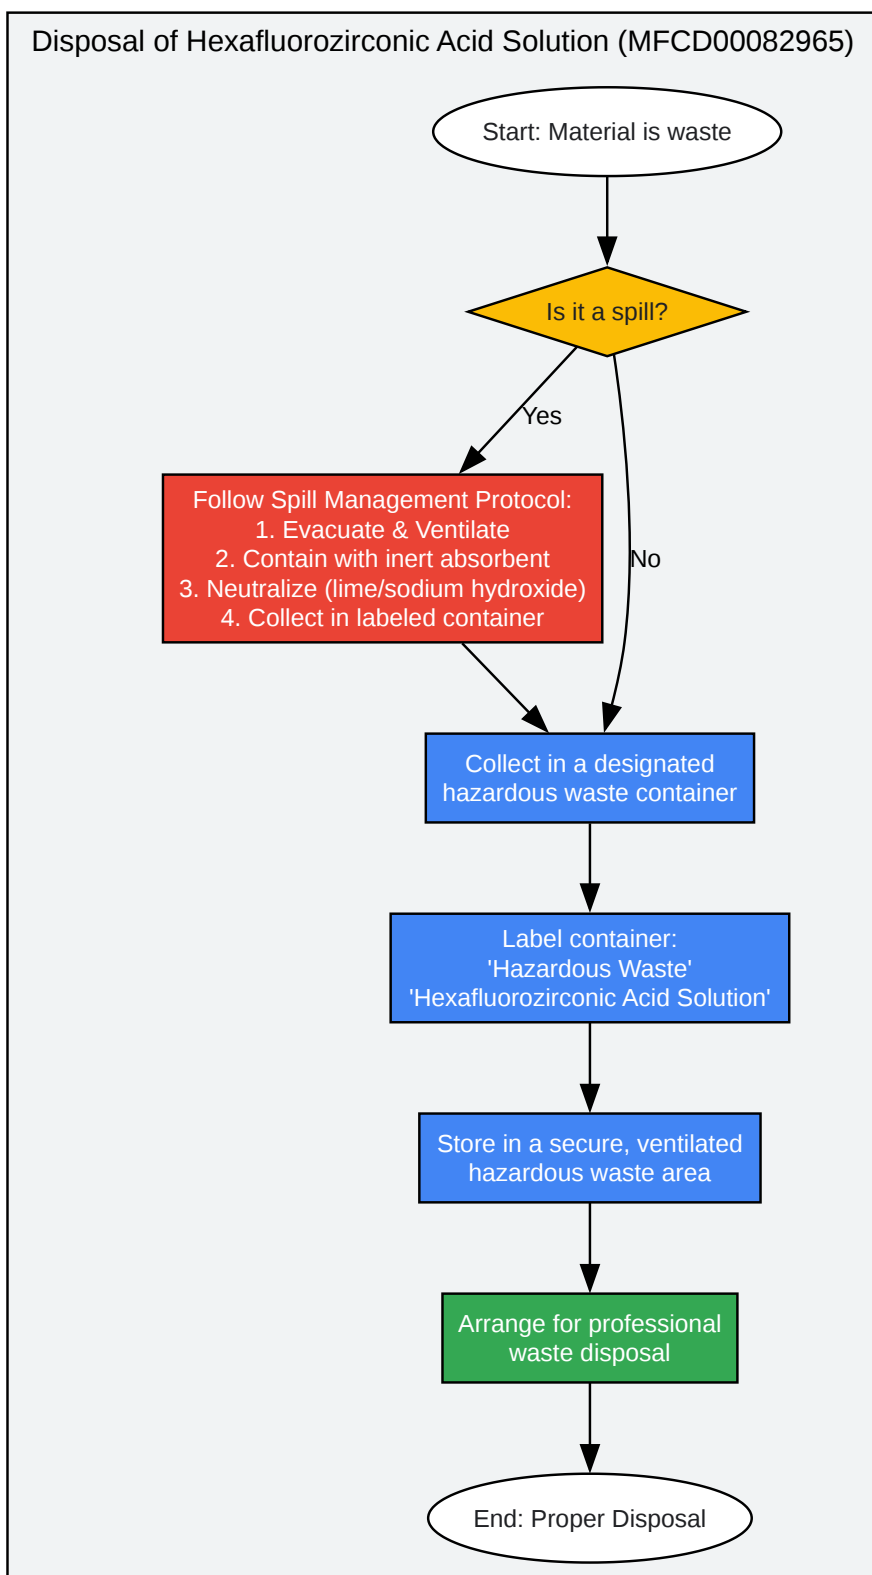 Disposal of Hexafluorozirconic Acid Solution (MFCD00082965)
Start: Material is waste
Is it a spill?
Yes
Follow Spill Management Protocol:
1. Evacuate & Ventilate
2. Contain with inert absorbent
3. Neutralize (lime/sodium hydroxide)
4. Collect in labeled container
No
Collect in a designated
hazardous waste container
Label container:
'Hazardous Waste'
'Hexafluorozirconic Acid Solution'
Store in a secure, ventilated
hazardous waste area
Arrange for professional
waste disposal
End: Proper Disposal